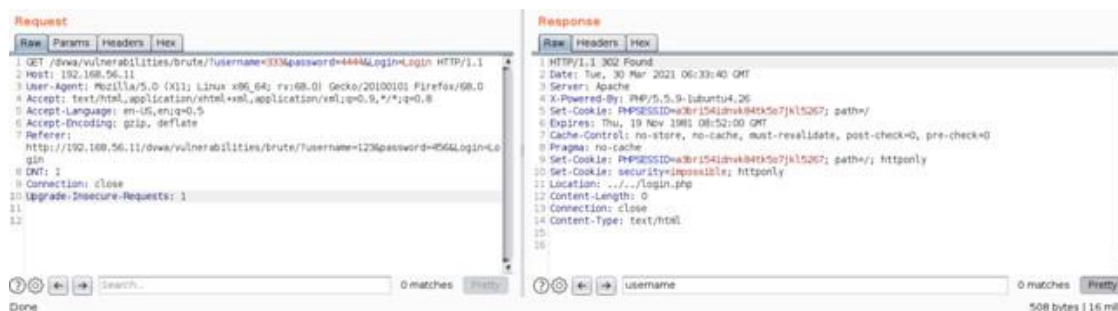 Request
Raw Params Headers Hex
1 GET /dvwa/vulnerabilities/brute/?username=333&password=4444&Login=Login HTTP/1.1
2 Host: 192.168.56.11
3 User-Agent: Mozilla/5.0 (X11; Linux x86_64; rv:68.0) Gecko/20100101 Firefox/68.0
4 Accept: text/html,application/xhtml+xml,application/xml;q=0.9,*/*;q=0.8
5 Accept-Language: en-US,en;q=0.5
6 Accept-Encoding: gzip, deflate
7 Referer:
http://192.168.56.11/dvwa/vulnerabilities/brute/?username=123&password=456&Login=Lo
gin
8 DNT: 1
9 Connection: close
10 Upgrade-Insecure-Requests: 1
11
12
Search...
0 matches
Pretty
Done
Response
Raw Headers Hex
1 HTTP/1.1 302 Found
2 Date: Tue, 30 Mar 2021 06:33:40 GMT
3 Server: Apache
4 X-Powered-By: PHP/5.5.9-1ubuntu4.26
5 Set-Cookie: path=/
6 Expires: Thu, 19 Nov 1981 08:52:00 GMT
7 Cache-Control: no-store, no-cache, must-revalidate, post-check=0, pre-check=0
8 Pragma: no-cache
9 Set-Cookie: path=/; httponly
10 Set-Cookie: security=impossible; httponly
11 Location: ../../login.php
12 Content-Length: 0
13 Connection: close
14 Content-Type: text/html
15
16
username
0 matches
Pretty
508 bytes | 16 mil